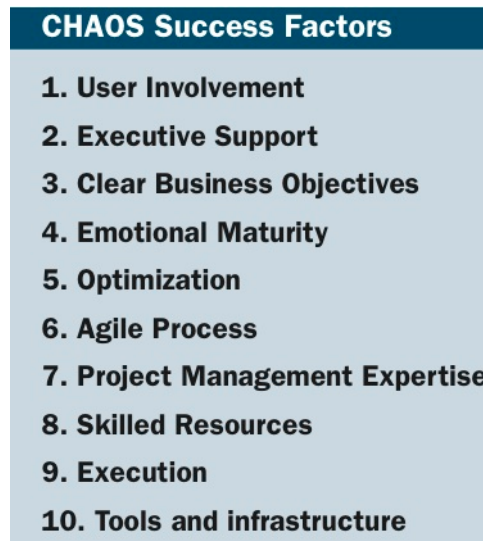 CHAOS Success Factors
1. User Involvement
2. Executive Support
3. Clear Business Objectives
4. Emotional Maturity
5. Optimization
6. Agile Process
7. Project Management Expertise
8. Skilled Resources
9. Execution
10. Tools and infrastructure